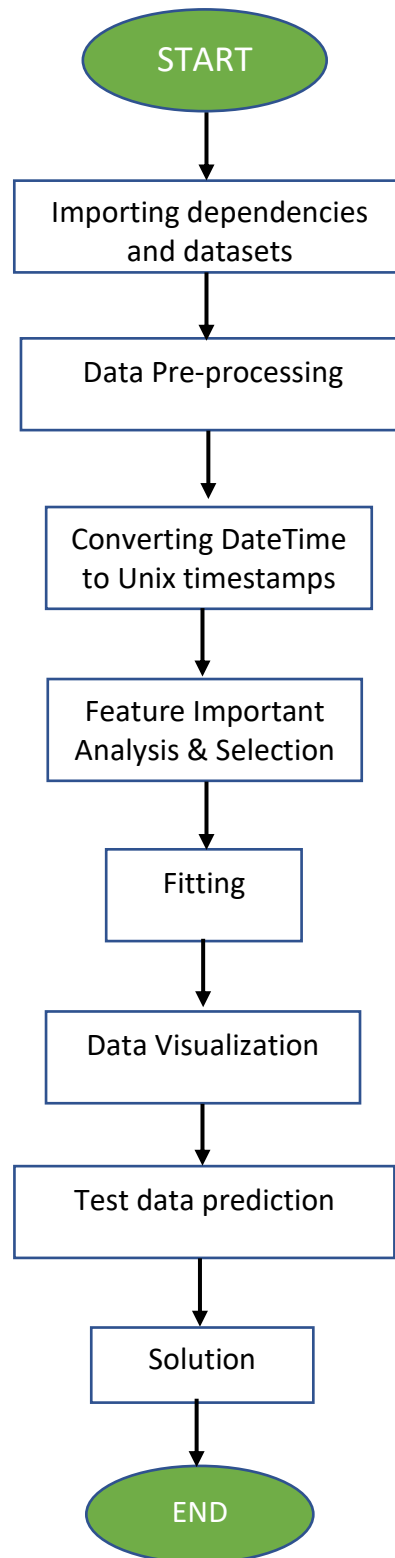 START
Importing dependencies
and datasets
Data Pre-processing
Converting DateTime
to Unix timestamps
Feature Important
Analysis & Selection
Fitting
Data Visualization
Test data prediction
Solution
END